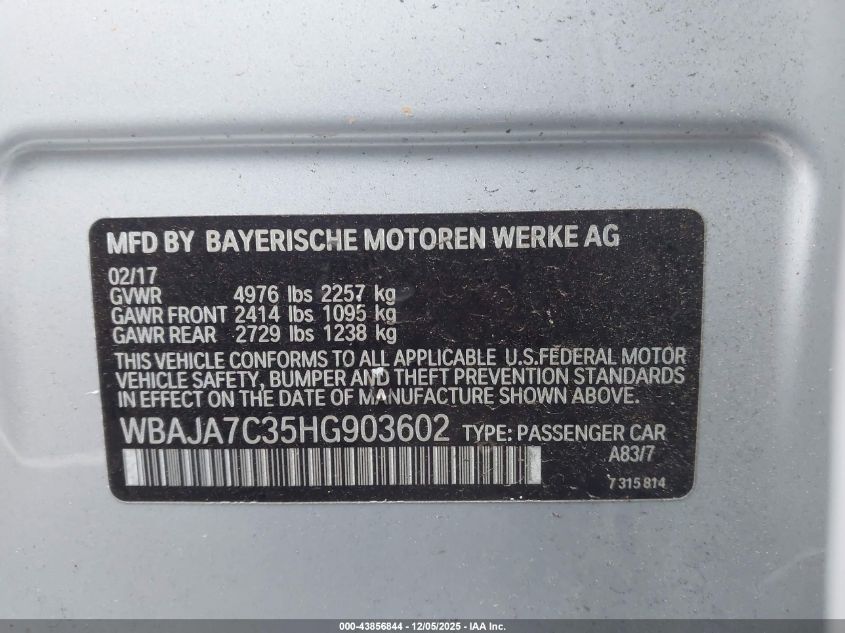 MFD BY BAYERISCHE MOTOREN WERKE AG
02/17
GVWR 4976 lbs 2257 kg
GAWR FRONT 2414 lbs 1095 kg
GAWR REAR 2729 lbs 1238 kg
THIS VEHICLE CONFORMS TO ALL APPLICABLE U.S.FEDERAL MOTOR
VEHICLE SAFETY, BUMPER AND THEFT PREVENTION STANDARDS
IN EFFECT ON THE DATE OF MANUFACTURE SHOWN ABOVE.
WBAJA7C35HG903602 TYPE: PASSENGER CAR
A83/7
7 315 814
000-43856844 - 12/05/2025 - IAA Inc.